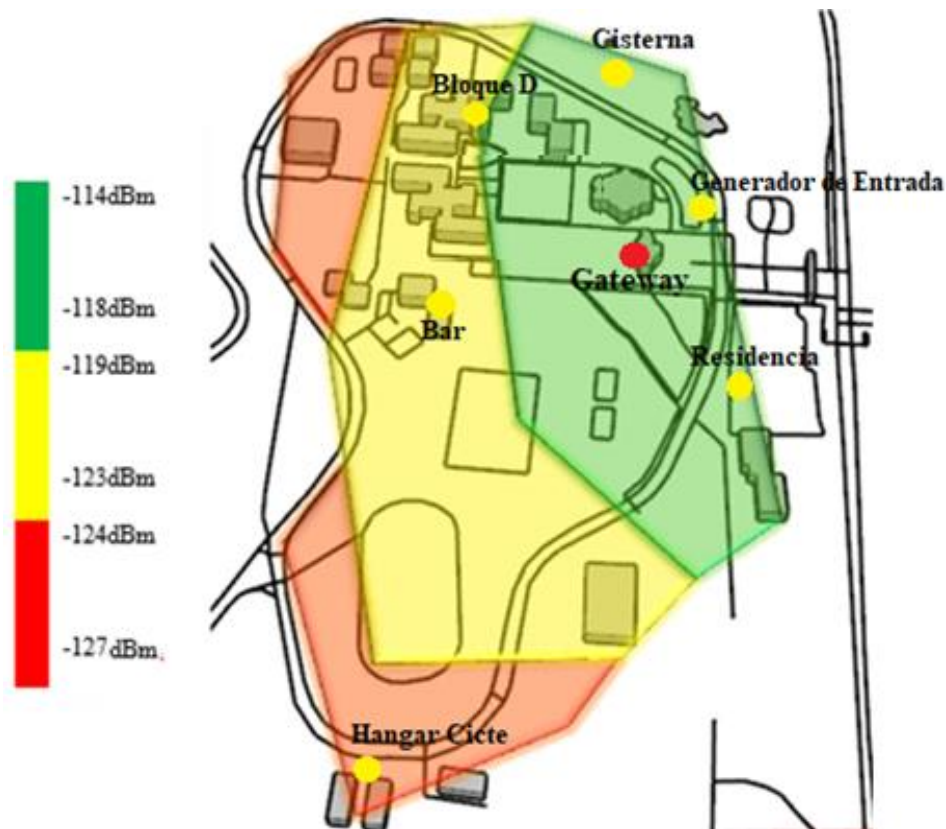 Cisterna
Bloque D
Generador de Entrada
Gateway
Bar
Residencia
Hangar Cicte
-114dBm
-118dBm
-119dBm
-123dBm
-124dBm
-127dBm